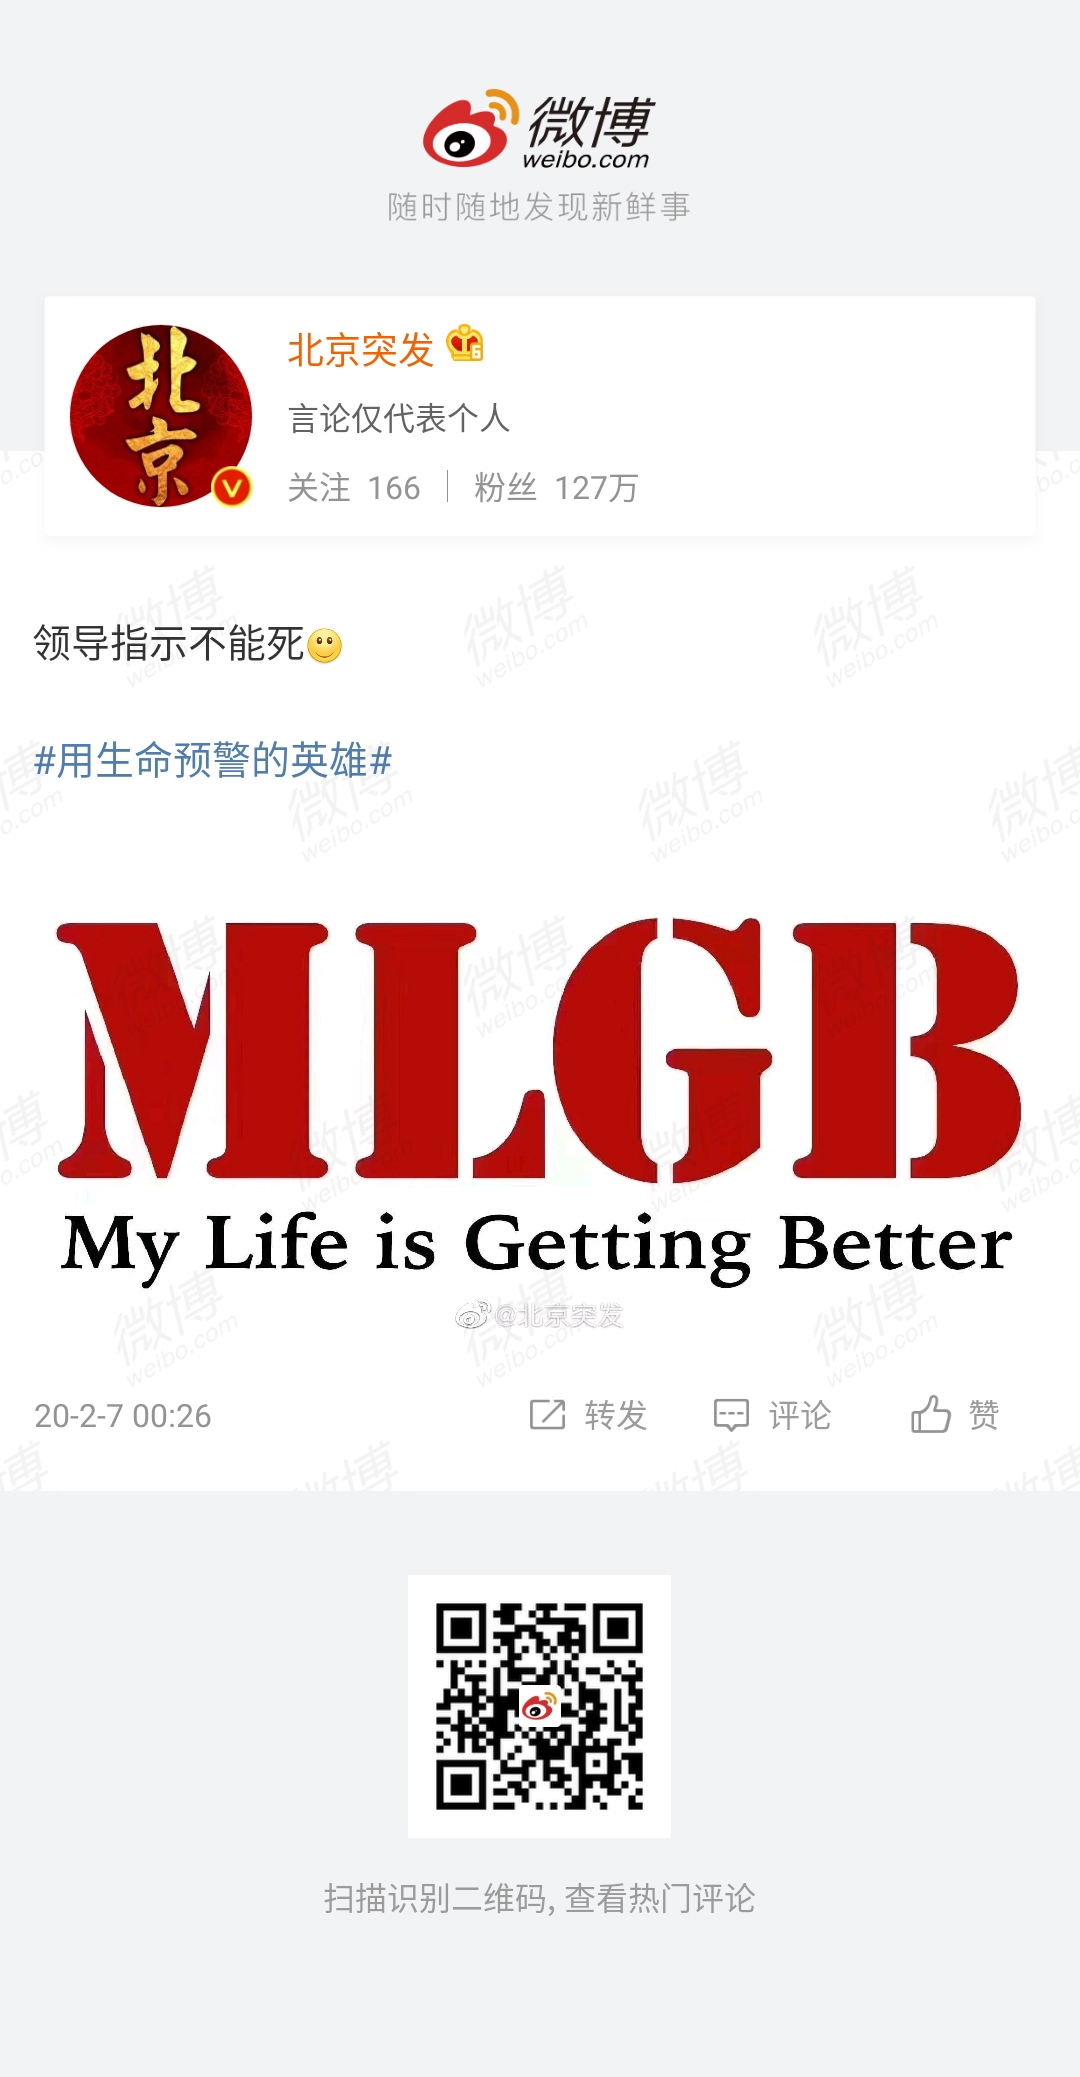 微博
weibo.com
随时随地发现新鲜事
北京
北京突发
言论仅代表个人
关注 166 粉丝 127万
领导指示不能死
#用生命预警的英雄#
MLGB
My Life is Getting Better
@北京突发
20-2-7 00:26 转发 评论 赞
扫描识别二维码, 查看热门评论